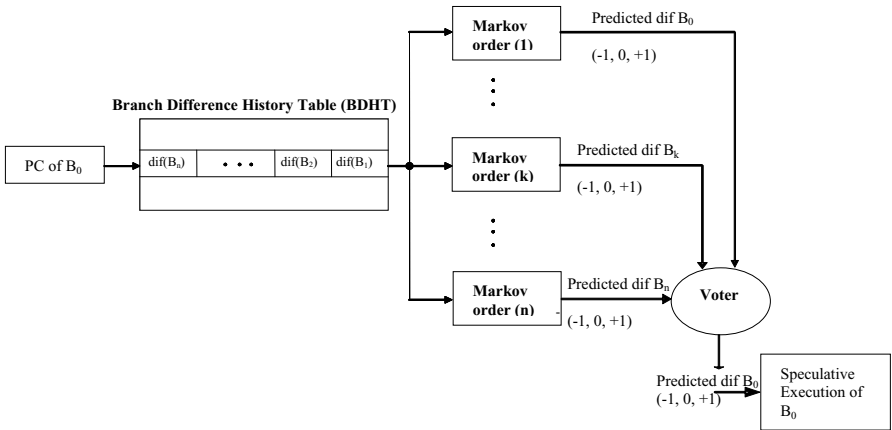 Markov
order (1)
Predicted dif B0
(-1, 0, +1)
Branch Difference History Table (BDHT)
PC of B0
dif(Bn)
• • •
dif(B2)
dif(B1)
Markov
order (k)
Predicted dif Bk
(-1, 0, +1)
Markov
order (n)
Predicted dif Bn
(-1, 0, +1)
Voter
Predicted dif B0
(-1, 0, +1)
Speculative
Execution of
B0